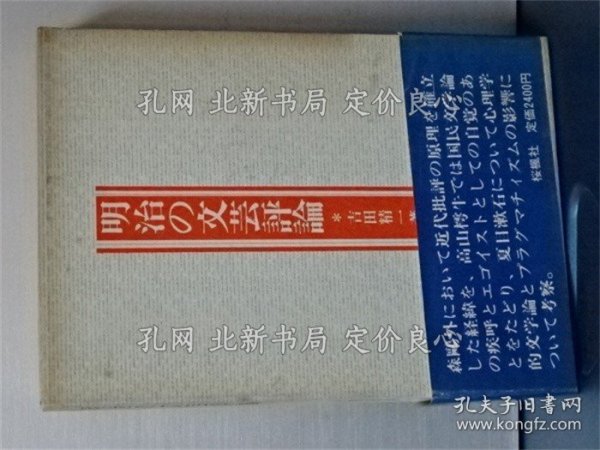 明治の文芸評論
* 吉田精一著
森鷗外において近代批評の原理を確立
した経緯を、高山樗牛では国民文学論
の疾呼とエゴイストとしての自覚のあ
とをたどり、夏目漱石について心理学
的文学論とプラグマチイズムの影響に
ついて考察。
桜楓社 定価2400円
孔网 北新书局 定价良心
孔网 北新书局 定价良心
孔夫子旧书网
www.kongfz.com